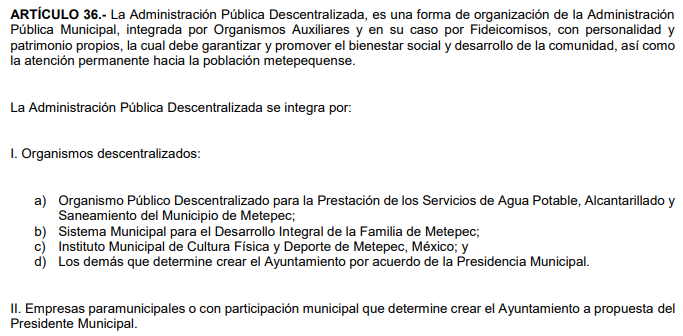 ARTÍCULO 36.- La Administración Pública Descentralizada, es una forma de organización de la Administración
Pública Municipal, integrada por Organismos Auxiliares y en su caso por Fideicomisos, con personalidad y
patrimonio propios, la cual debe garantizar y promover el bienestar social y desarrollo de la comunidad, así como
la atención permanente hacia la población metepequense.
La Administración Pública Descentralizada se integra por:
I. Organismos descentralizados:
a) Organismo Público Descentralizado para la Prestación de los Servicios de Agua Potable, Alcantarillado y
Saneamiento del Municipio de Metepec;
b) Sistema Municipal para el Desarrollo Integral de la Familia de Metepec;
c) Instituto Municipal de Cultura Física y Deporte de Metepec, México; y
d) Los demás que determine crear el Ayuntamiento por acuerdo de la Presidencia Municipal.
II. Empresas paramunicipales o con participación municipal que determine crear el Ayuntamiento a propuesta del
Presidente Municipal.